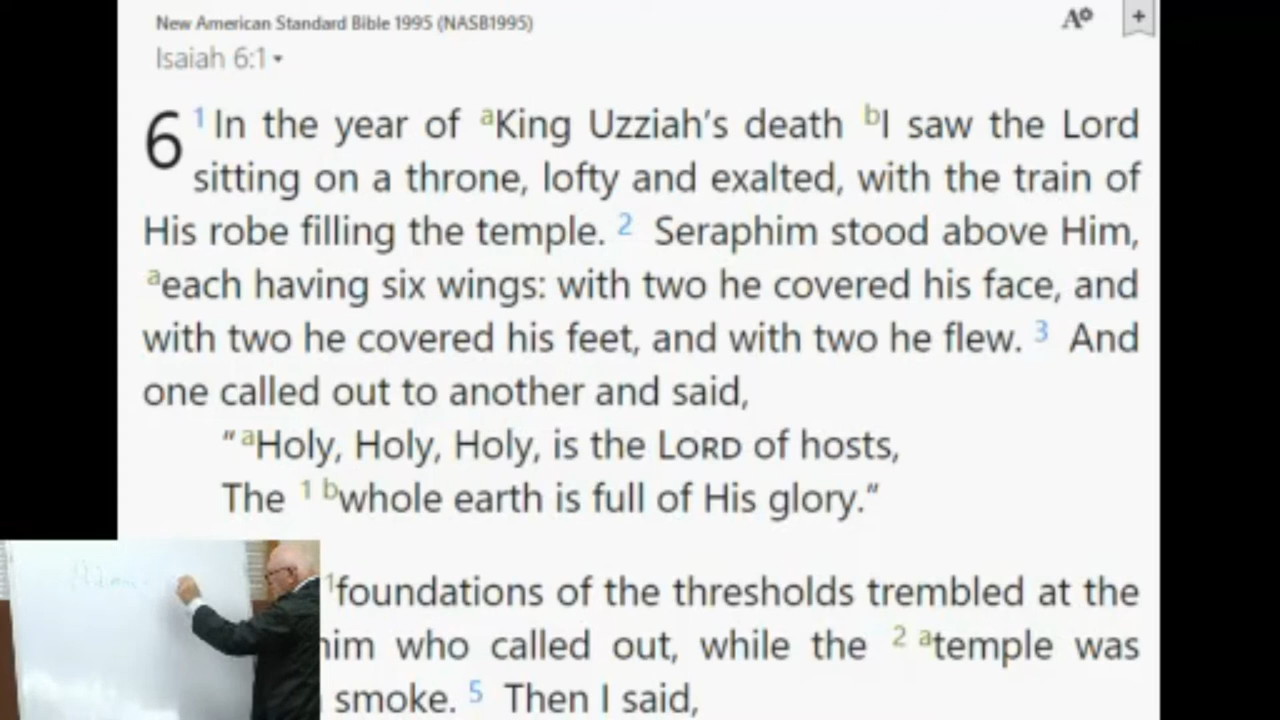 New American Standard Bible 1995 (NASB1995)
Isaiah 6:1
A
+
6 1 In the year of aKing Uzziah's death bI saw the Lord
sitting on a throne, lofty and exalted, with the train of
His robe filling the temple. 2 Seraphim stood above Him,
aeach having six wings: with two he covered his face, and
with two he covered his feet, and with two he flew. 3 And
one called out to another and said,
"aHoly, Holy, Holy, is the LORD of hosts,
The 1 bwhole earth is full of His glory."
1foundations of the thresholds trembled at the
him who called out, while the 2 atemple was
smoke. 5 Then I said,